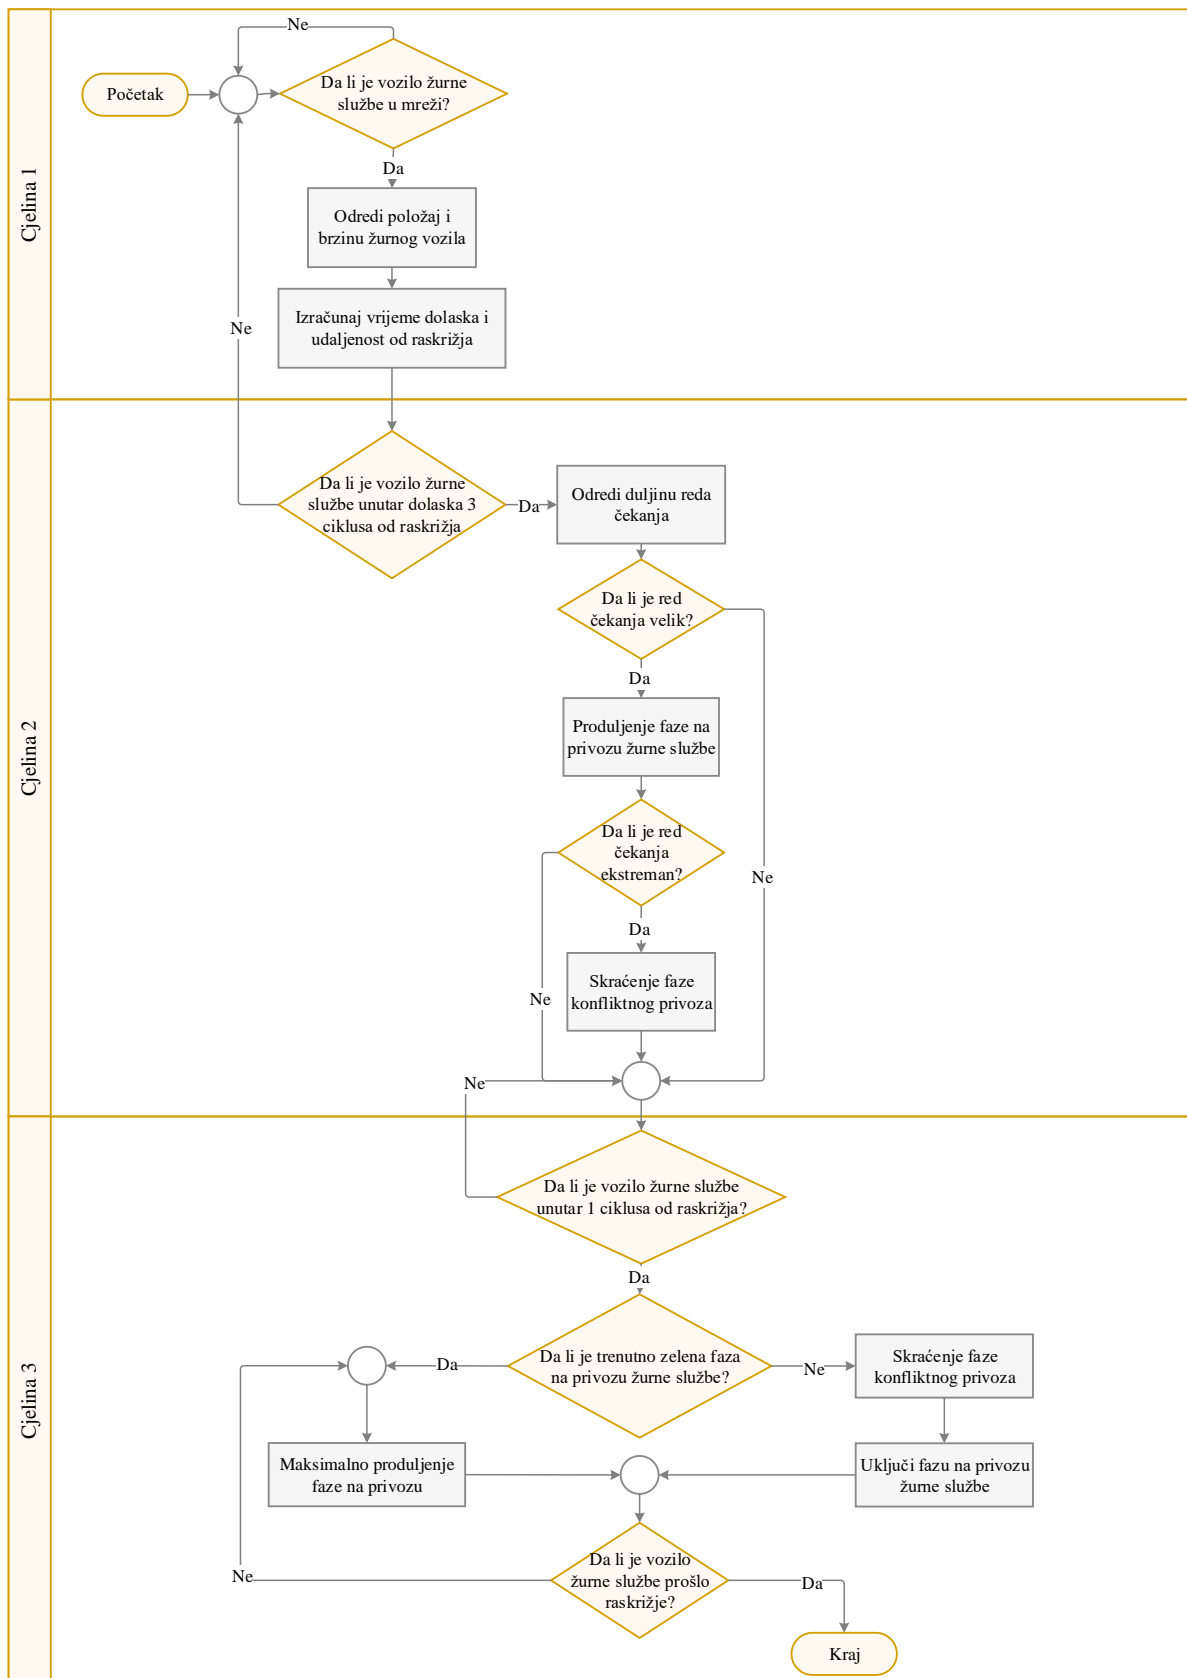 Cjelina 1
Ne
Početak
Da li je vozilo žurne
službe u mreži?
Da
Odredi položaj i
brzinu žurnog vozila
Izračunaj vrijeme dolaska i
udaljenost od raskrižja
Ne
Cjelina 2
Da li je vozilo žurne
službe unutar dolaska 3
ciklusa od raskrižja
Da
Odredi duljinu reda
čekanja
Da li je red
čekanja velik?
Da
Produljenje faze na
privozu žurne službe
Da li je red
čekanja
ekstreman?
Ne
Da
Skraćenje faze
konfliktnog privoza
Ne
Ne
Cjelina 3
Da li je vozilo žurne službe
unutar 1 ciklusa od raskrižja?
Da
Da li je trenutno zelena faza
na privozu žurne službe?
Da
Ne
Skraćenje faze
konfliktnog privoza
Maksimalno produljenje
faze na privozu
Uključi fazu na privozu
žurne službe
Da li je vozilo
žurne službe prošlo
raskrižje?
Ne
Da
Kraj